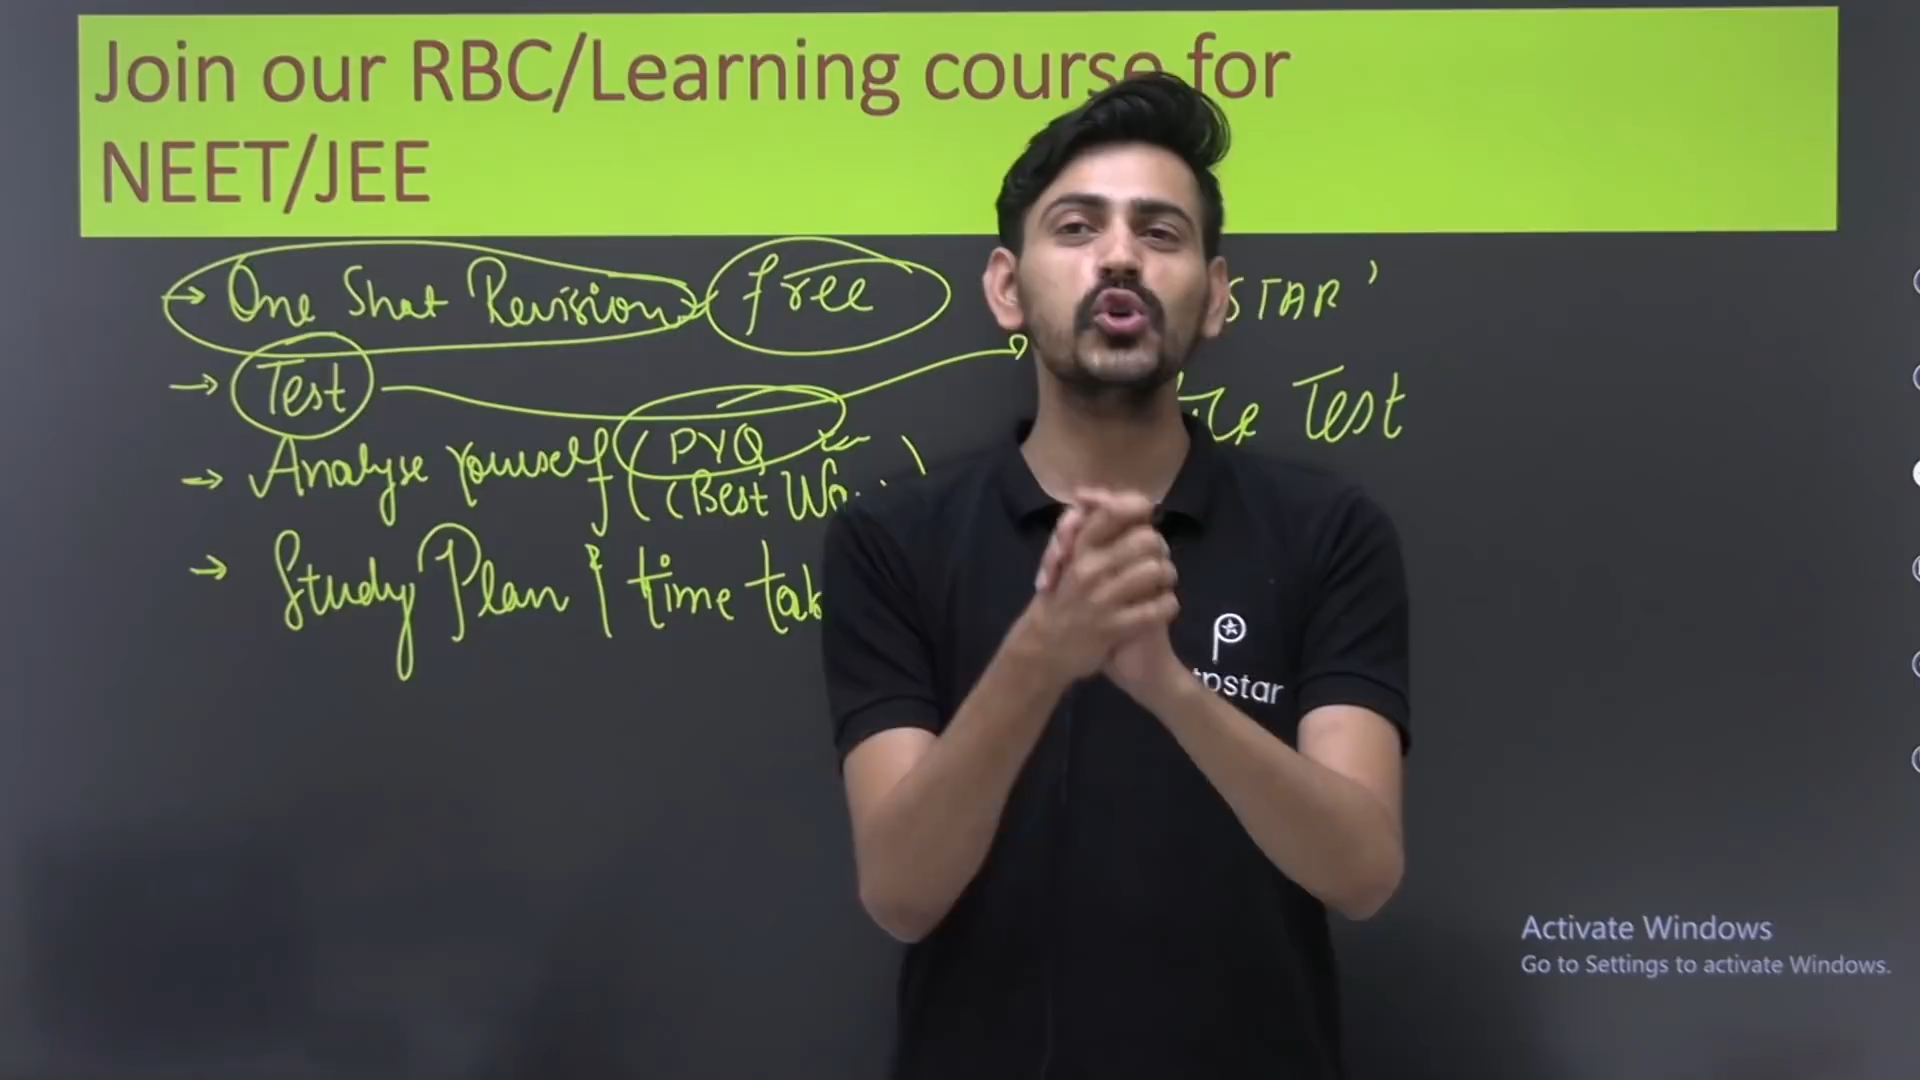 Join our RBC/Learning course for
NEET/JEE
→ One Shot Revision → free
STAR'
→ Test
Test
→ Analyse Yourself (PYQ
(Best
→ Study Plan & time
tpstar
Activate Windows
Go to Settings to activate Windows.